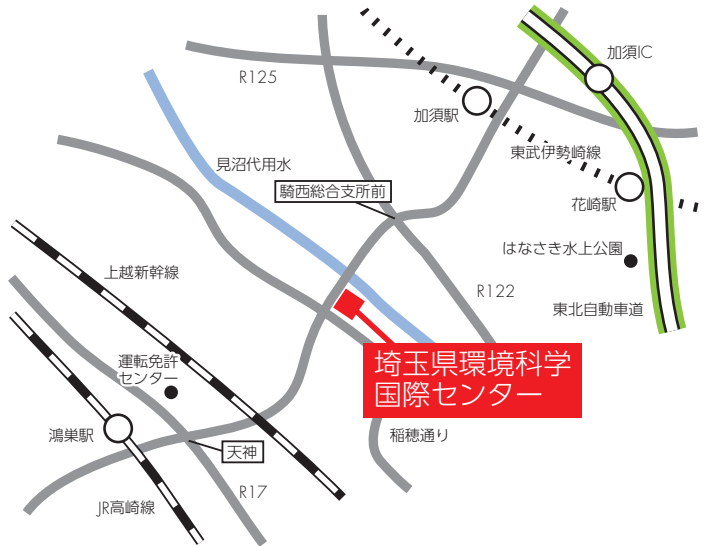 加須IC
R125
加須駅
東武伊勢崎線
見沼代用水
騎西総合支所前
花崎駅
はなさき水上公園
上越新幹線
R122
東北自動車道
運転免許
センター
埼玉県環境科学
国際センター
鴻巣駅
天神
稲穂通り
R17
JR高崎線